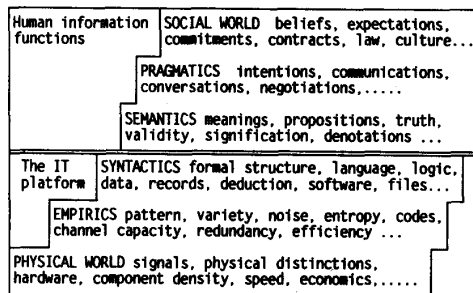 Human information functions
SOCIAL WORLD beliefs, expectations,
commitments, contracts, law, culture...
PRAGMATICS intentions, communications,
conversations, negotiations,.....
SEMANTICS meanings, propositions, truth,
validity, signification, denotations ...
The IT platform
SYNTACTICS formal structure, language, logic,
data, records, deduction, software, files...
EMPIRICS pattern, variety, noise, entropy, codes,
channel capacity, redundancy, efficiency ...
PHYSICAL WORLD signals, physical distinctions,
hardware, component density, speed, economics,.....